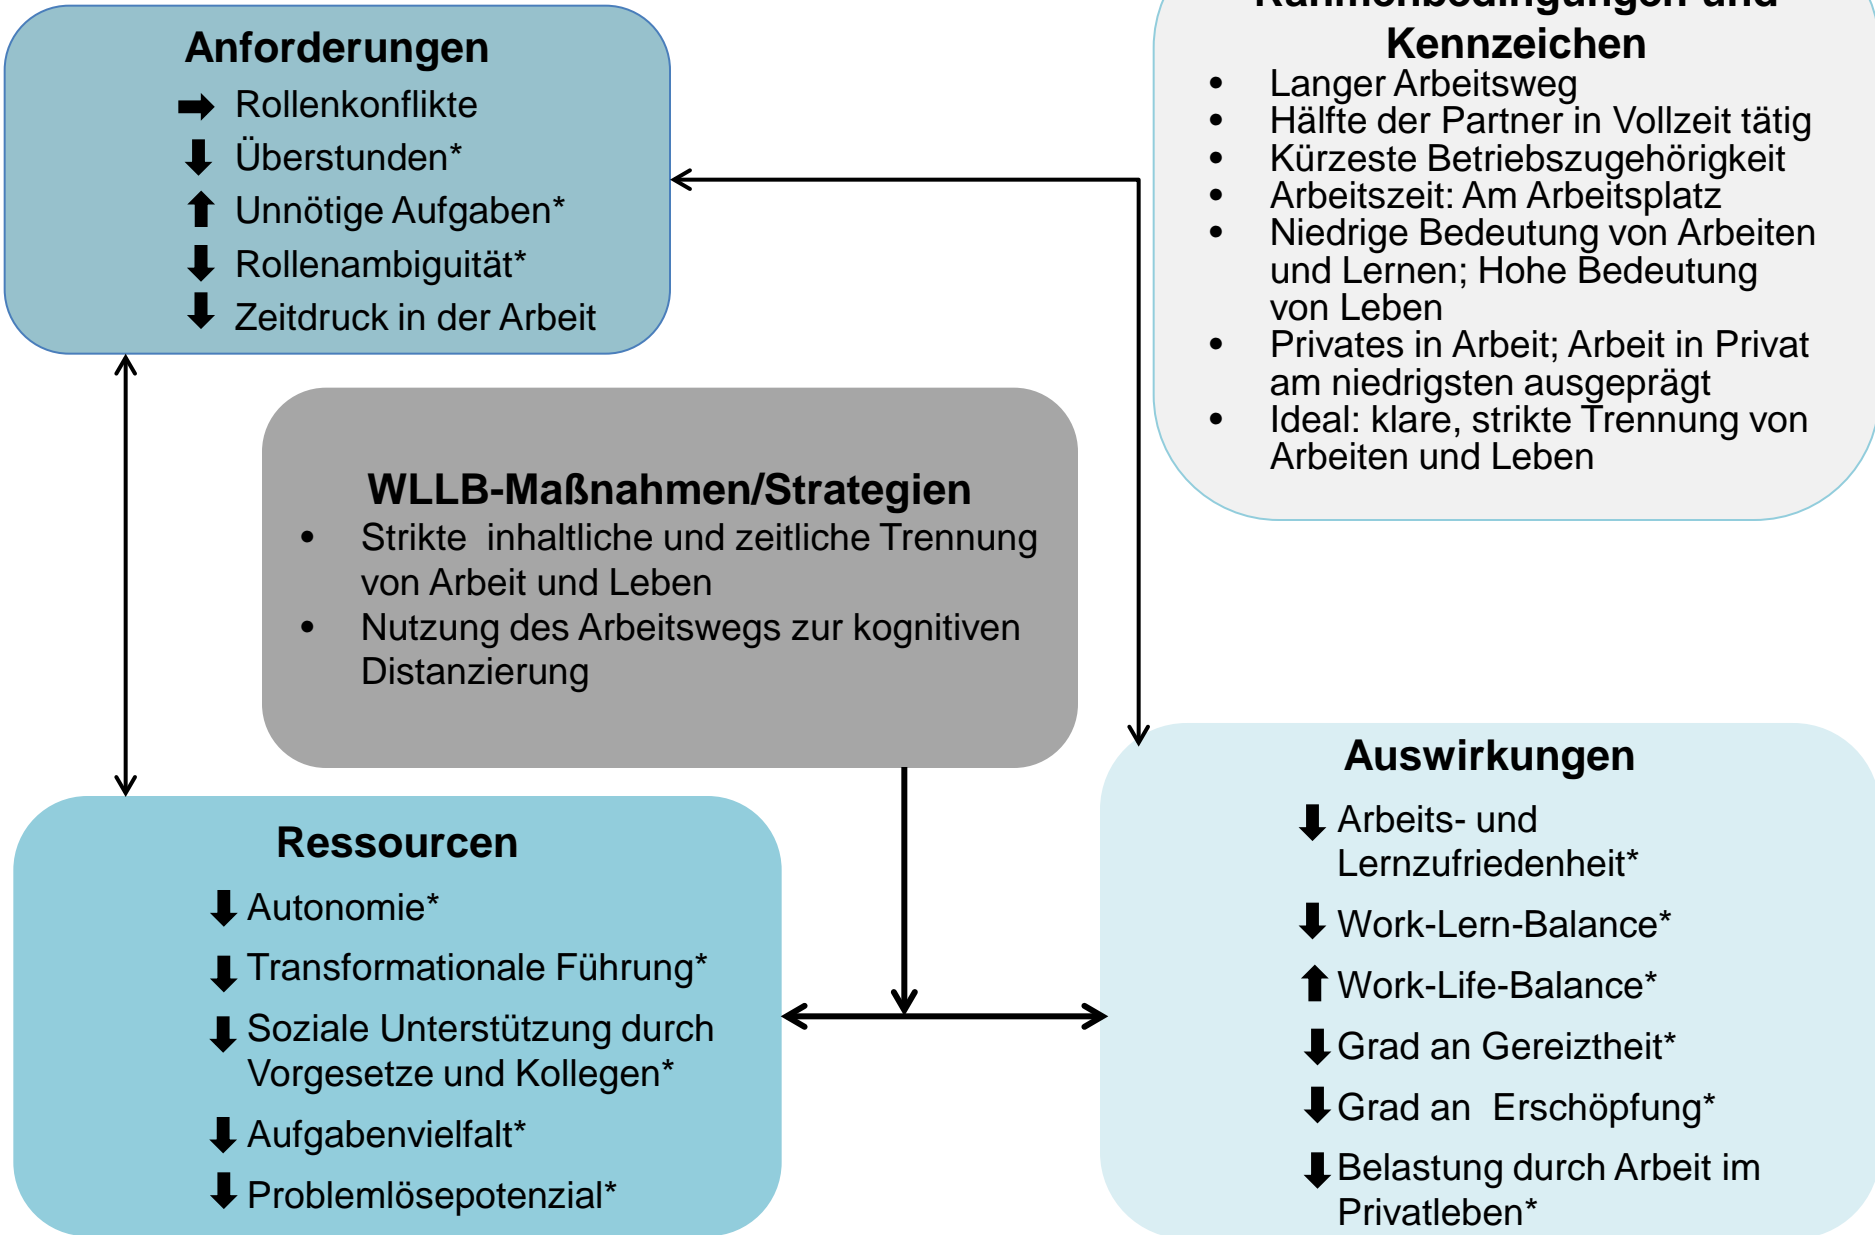 Anforderungen
Rollenkonflikte
Überstunden*
Unnötige Aufgaben*
Rollenambiguität*
Zeitdruck in der Arbeit
Rahmenbedingungen und
Kennzeichen
• Langer Arbeitsweg
• Hälfte der Partner in Vollzeit tätig
• Kürzeste Betriebszugehörigkeit
• Arbeitszeit: Am Arbeitsplatz
• Niedrige Bedeutung von Arbeiten
und Lernen; Hohe Bedeutung
von Leben
• Privates in Arbeit; Arbeit in Privat
am niedrigsten ausgeprägt
• Ideal: klare, strikte Trennung von
Arbeiten und Leben
WLLB-Maßnahmen/Strategien
• Strikte inhaltliche und zeitliche Trennung
von Arbeit und Leben
• Nutzung des Arbeitswegs zur kognitiven
Distanzierung
Ressourcen
Autonomie*
Transformationale Führung*
Soziale Unterstützung durch
Vorgesetze und Kollegen*
Aufgabenvielfalt*
Problemlösepotenzial*
Auswirkungen
Arbeits- und
Lernzufriedenheit*
Work-Lern-Balance*
Work-Life-Balance*
Grad an Gereiztheit*
Grad an Erschöpfung*
Belastung durch Arbeit im
Privatleben*